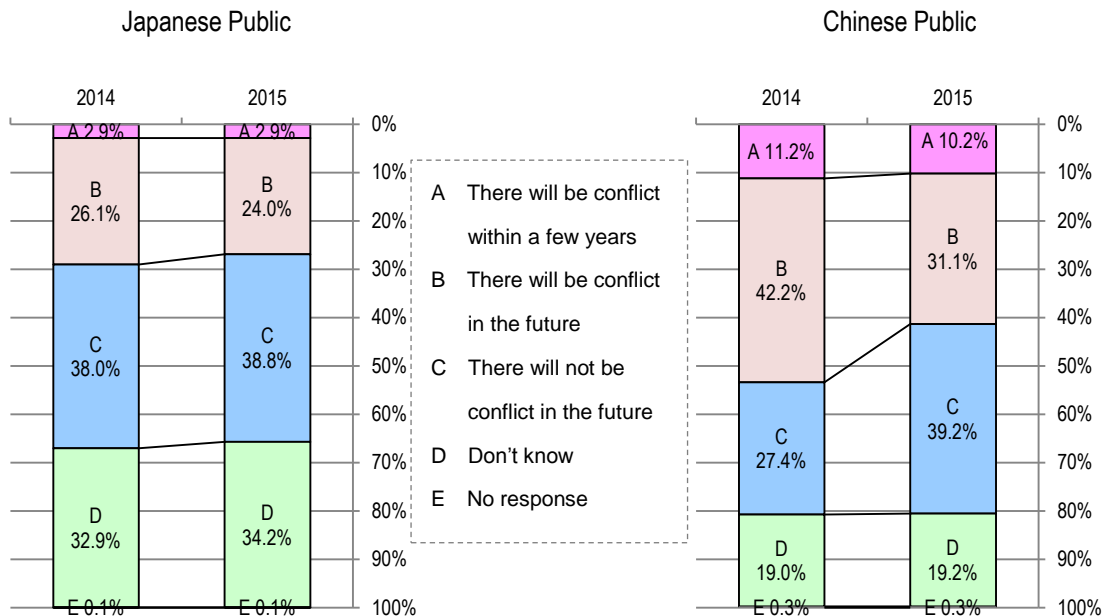 Japanese Public
Chinese Public
2014
2015
A 2.9%
A 2.9%
B
26.1%
B
24.0%
C
38.0%
C
38.8%
D
32.9%
D
34.2%
E 0.1%
E 0.1%
0%
10%
20%
30%
40%
50%
60%
70%
80%
90%
100%
A There will be conflict
within a few years
B There will be conflict
in the future
C There will not be
conflict in the future
D Don’t know
E No response
2014
2015
A 11.2%
A 10.2%
B
42.2%
B
31.1%
C
27.4%
C
39.2%
D
19.0%
D
19.2%
E 0.3%
E 0.3%
0%
10%
20%
30%
40%
50%
60%
70%
80%
90%
100%